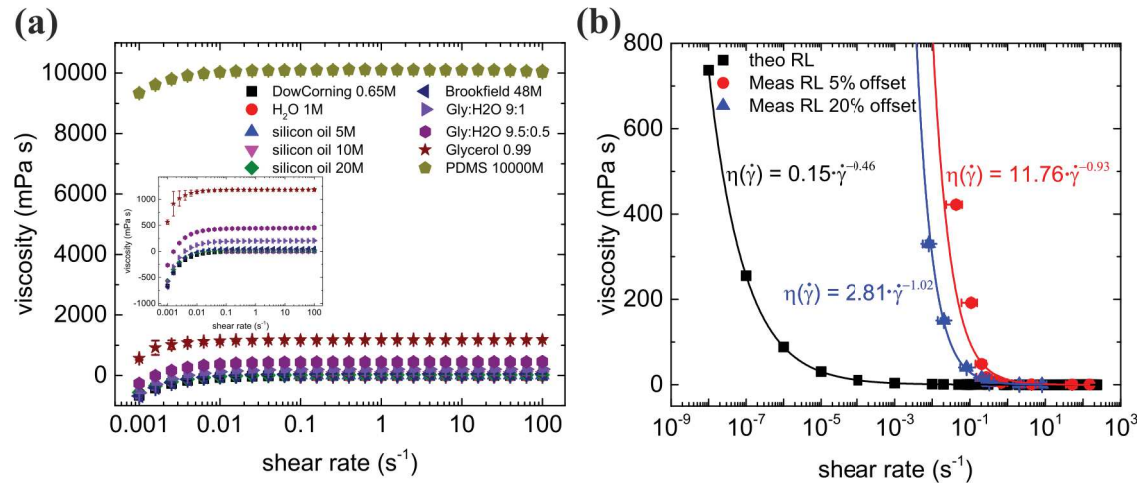 (a)
viscosity (mPa s)
10000
8000
6000
4000
2000
0
0.001 0.01 0.1 1 10 100
shear rate (s⁻¹)
DowCorning 0.65M
H₂O 1M
silicon oil 5M
silicon oil 10M
silicon oil 20M
Brookfield 48M
Gly:H2O 9:1
Gly:H2O 9.5:0.5
Glycerol 0.99
PDMS 10000M
viscosity (mPa s)
1000
500
0
-500
-1000
0.001 0.01 0.1 1 10 100
shear rate (s⁻¹)
(b)
viscosity (mPa s)
800
600
400
200
0
10⁻⁹ 10⁻⁷ 10⁻⁵ 10⁻³ 10⁻¹ 10¹ 10³
shear rate (s⁻¹)
theo RL
Meas RL 5% offset
Meas RL 20% offset
η(γ̇) = 0.15·γ̇⁻⁰·⁴⁶
η(γ̇) = 11.76·γ̇⁻⁰·⁹³
η(γ̇) = 2.81·γ̇⁻¹·⁰²